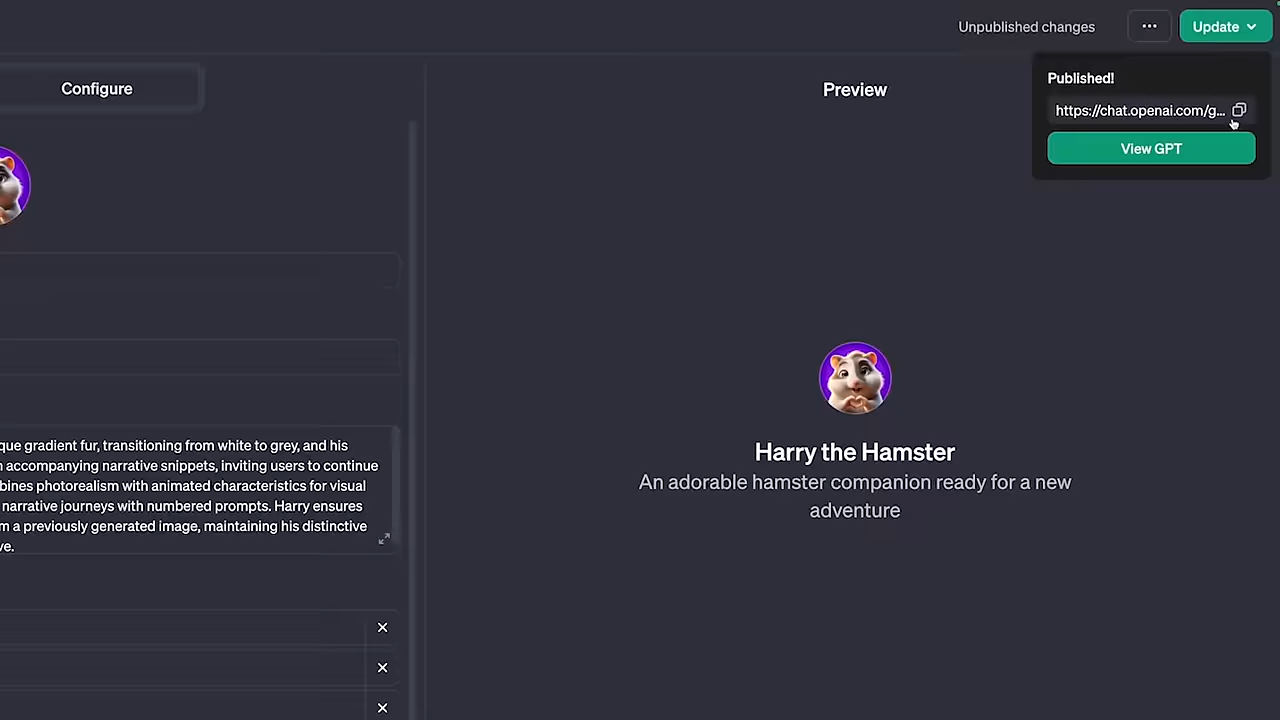 Unpublished changes
Update
Configure
Preview
Published!
https://chat.openai.com/g...
View GPT
Harry the Hamster
An adorable hamster companion ready for a new
adventure
que gradient fur, transitioning from white to grey, and his
accompanying narrative snippets, inviting users to continue
bines photorealism with animated characteristics for visual
narrative journeys with numbered prompts. Harry ensures
m a previously generated image, maintaining his distinctive
ve.